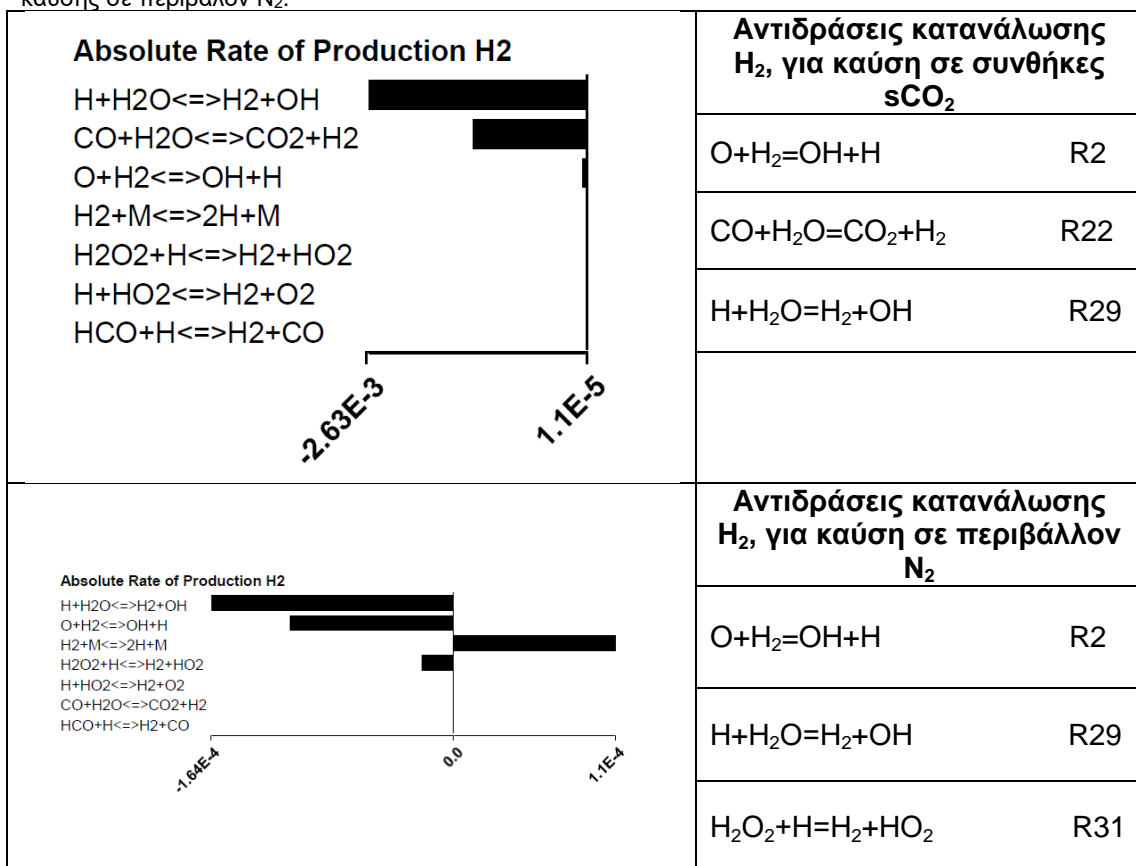 καύσης σε περιβάλον N₂.
Absolute Rate of Production H2
H+H2O<=>H2+OH
CO+H2O<=>CO2+H2
O+H2<=>OH+H
H2+M<=>2H+M
H2O2+H<=>H2+HO2
H+HO2<=>H2+O2
HCO+H<=>H2+CO
-2.63E-3
1.1E-5
Αντιδράσεις κατανάλωσης
H₂, για καύση σε συνθήκες
sCO₂
O+H₂=OH+H R2
CO+H₂O=CO₂+H₂ R22
H+H₂O=H₂+OH R29
Absolute Rate of Production H2
H+H2O<=>H2+OH
O+H2<=>OH+H
H2+M<=>2H+M
H2O2+H<=>H2+HO2
H+HO2<=>H2+O2
CO+H2O<=>CO2+H2
HCO+H<=>H2+CO
-1.64E-4
0.0
1.1E-4
Αντιδράσεις κατανάλωσης
H₂, για καύση σε περιβάλλον
N₂
O+H₂=OH+H R2
H+H₂O=H₂+OH R29
H₂O₂+H=H₂+HO₂ R31